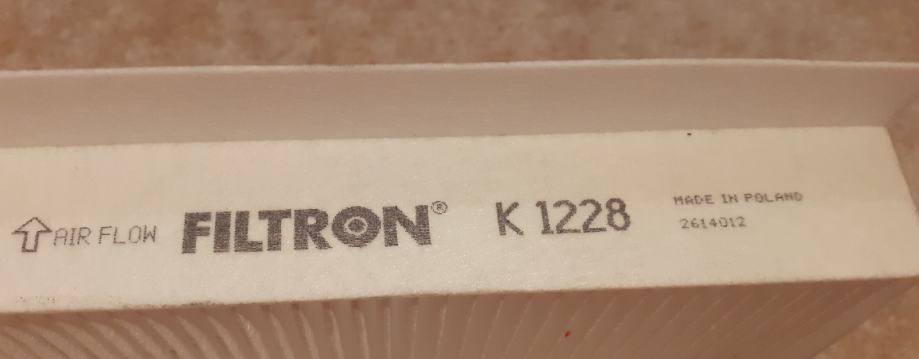 AIR FLOW FILTRON® K 1228
MADE IN POLAND
2614012